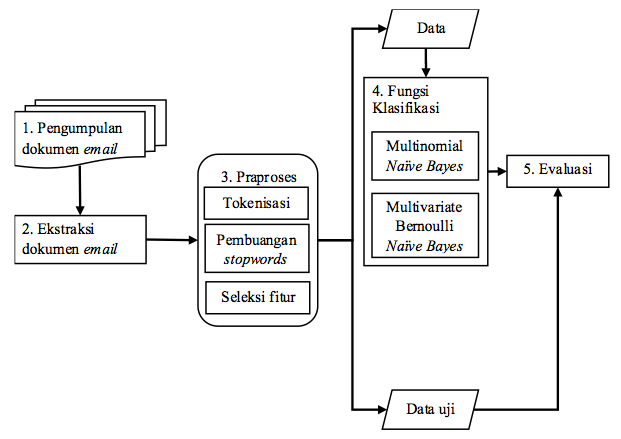 1. Pengumpulan
dokumen email
2. Ekstraksi
dokumen email
3. Praproses
Tokenisasi
Pembuangan
stopwords
Seleksi fitur
Data
4. Fungsi
Klasifikasi
Multinomial
Naïve Bayes
Multivariate
Bernoulli
Naïve Bayes
5. Evaluasi
Data uji